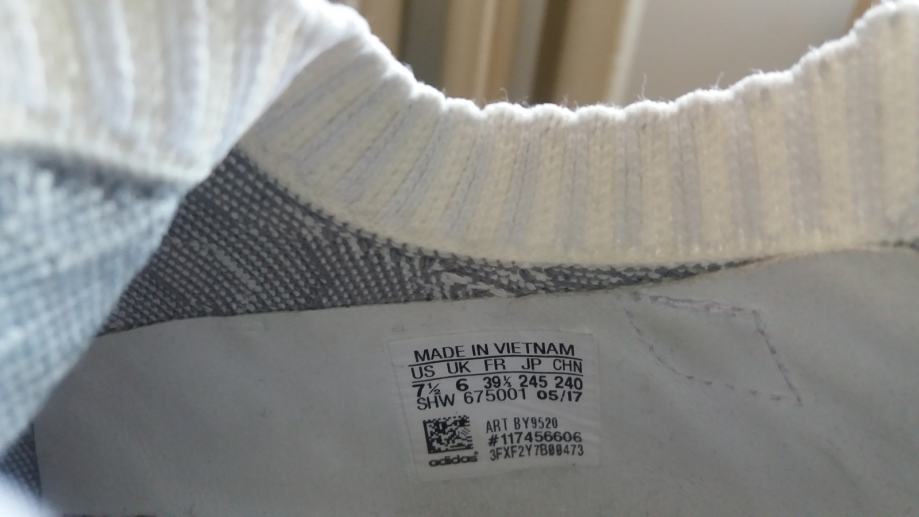 MADE IN VIETNAM
US UK FR JP CHN
7½ 6 39⅓ 245 240
SHW 675001 05/17
ART BY9520
#117456606
3FXF2Y7B00473
adidas